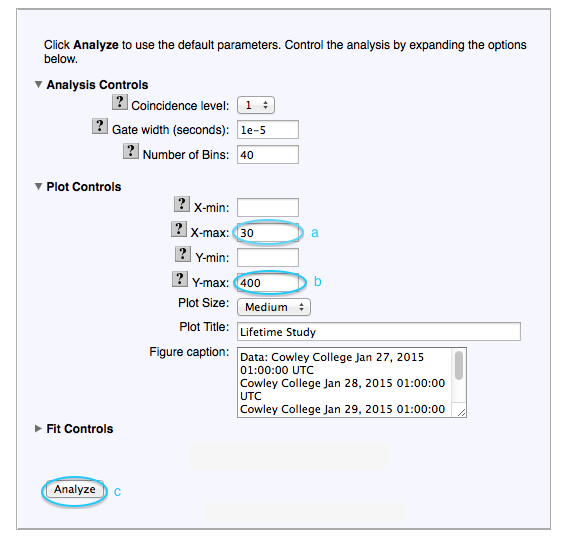 Click Analyze to use the default parameters. Control the analysis by expanding the options
below.
▼ Analysis Controls
? Coincidence level: 1
? Gate width (seconds): 1e-5
? Number of Bins: 40
▼ Plot Controls
? X-min:
? X-max: 30 a
? Y-min:
? Y-max: 400 b
Plot Size: Medium
Plot Title: Lifetime Study
Figure caption: Data: Cowley College Jan 27, 2015
01:00:00 UTC
Cowley College Jan 28, 2015 01:00:00
UTC
Cowley College Jan 29, 2015 01:00:00
▶ Fit Controls
Analyze c